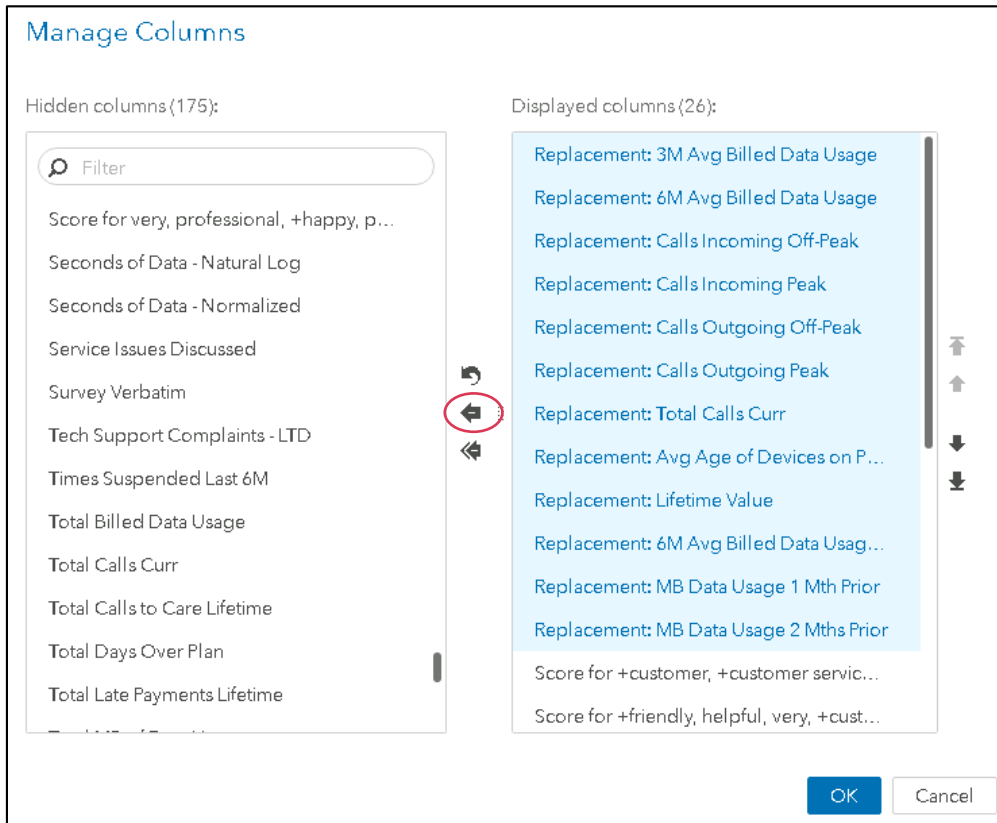 Manage Columns
Hidden columns (175):
Filter
Score for very, professional, +happy, p...
Seconds of Data - Natural Log
Seconds of Data - Normalized
Service Issues Discussed
Survey Verbatim
Tech Support Complaints - LTD
Times Suspended Last 6M
Total Billed Data Usage
Total Calls Curr
Total Calls to Care Lifetime
Total Days Over Plan
Total Late Payments Lifetime
Displayed columns (26):
Replacement: 3M Avg Billed Data Usage
Replacement: 6M Avg Billed Data Usage
Replacement: Calls Incoming Off-Peak
Replacement: Calls Incoming Peak
Replacement: Calls Outgoing Off-Peak
Replacement: Calls Outgoing Peak
Replacement: Total Calls Curr
Replacement: Avg Age of Devices on P...
Replacement: Lifetime Value
Replacement: 6M Avg Billed Data Usag...
Replacement: MB Data Usage 1 Mth Prior
Replacement: MB Data Usage 2 Mths Prior
Score for +customer, +customer servic...
Score for +friendly, helpful, very, +cust...
OK
Cancel